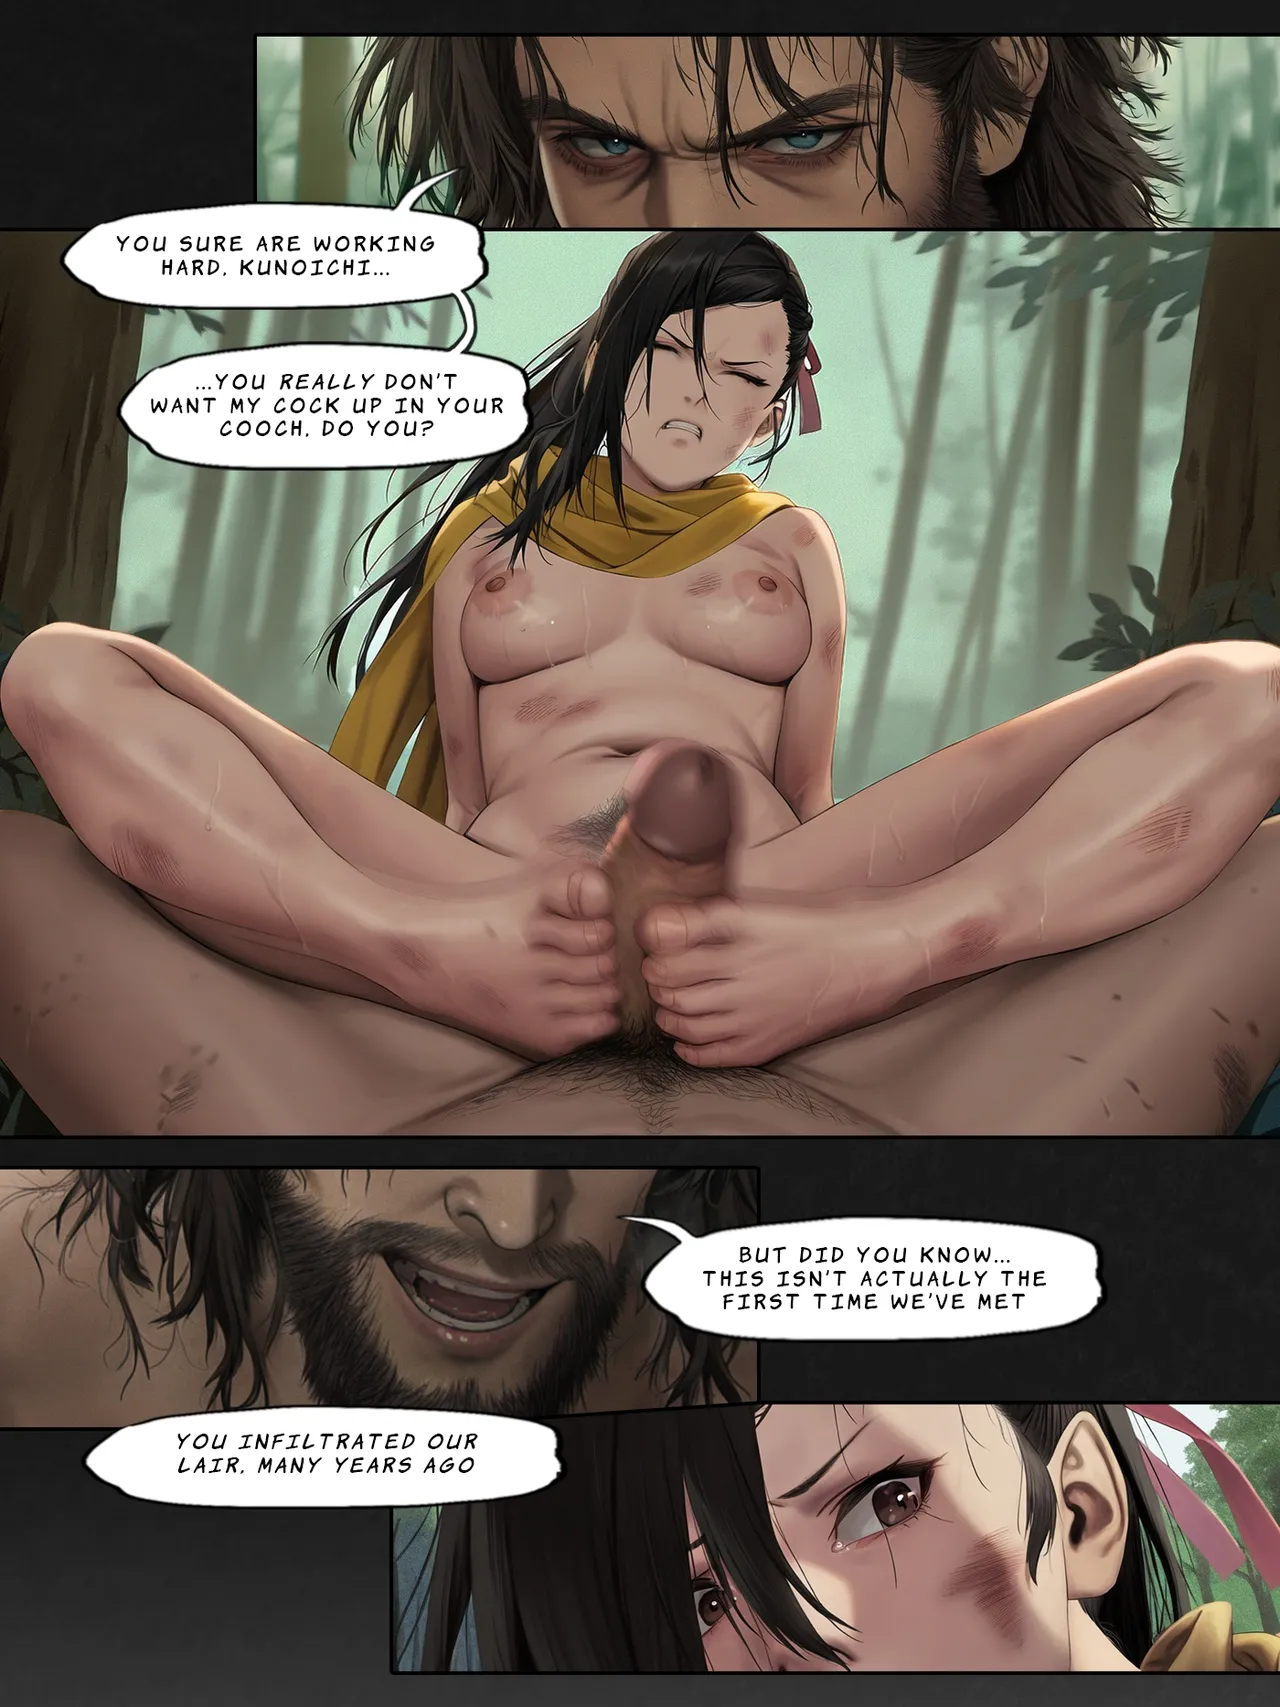 YOU SURE ARE WORKING
HARD, KUNOICHI...
...YOU REALLY DON'T
WANT MY COCK UP IN YOUR
COOCH, DO YOU?
BUT DID YOU KNOW...
THIS ISN'T ACTUALLY THE
FIRST TIME WE'VE MET
YOU INFILTRATED OUR
LAIR, MANY YEARS AGO